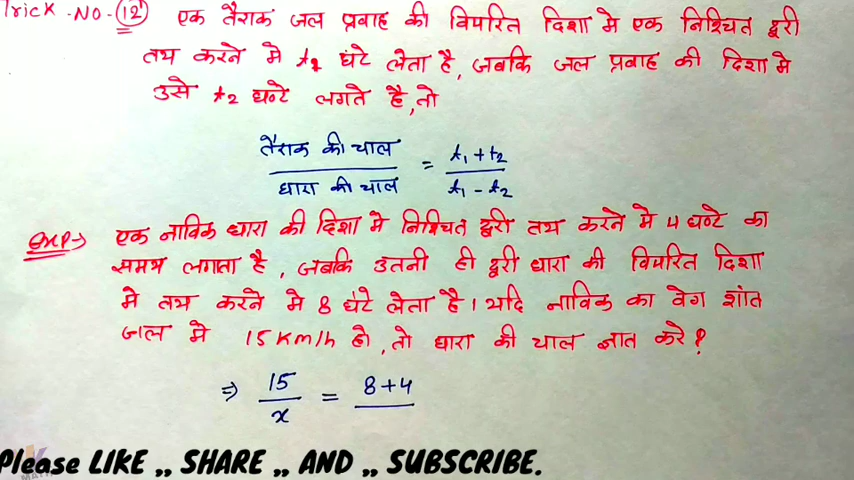 Trick -NO- 12
एक तैराक जल प्रवाह की विपरित दिशा मे एक निश्चित दुरी
तय करने मे t2 घंटे लेता है, जबकि जल प्रवाह की दिशा मे
उसे t2 घण्टे लगते है, तो
तैराक की चाल / धारा की चाल = t1+t2 / t1-t2
exp→ एक नाविक धारा की दिशा मे निश्चित दुरी तय करने मे 4 घण्टे का
समय लगता है, जबकि उतनी ही दुरी धारा की विपरित दिशा
मे तय करने मे 8 घंटे लेता है। यदि नाविक का वेग शांत
जल मे 15 Km/h हो, तो धारा की चाल ज्ञात करे?
⇒ 15 / x = 8+4
Please LIKE ,, SHARE ,, AND ,, SUBSCRIBE.